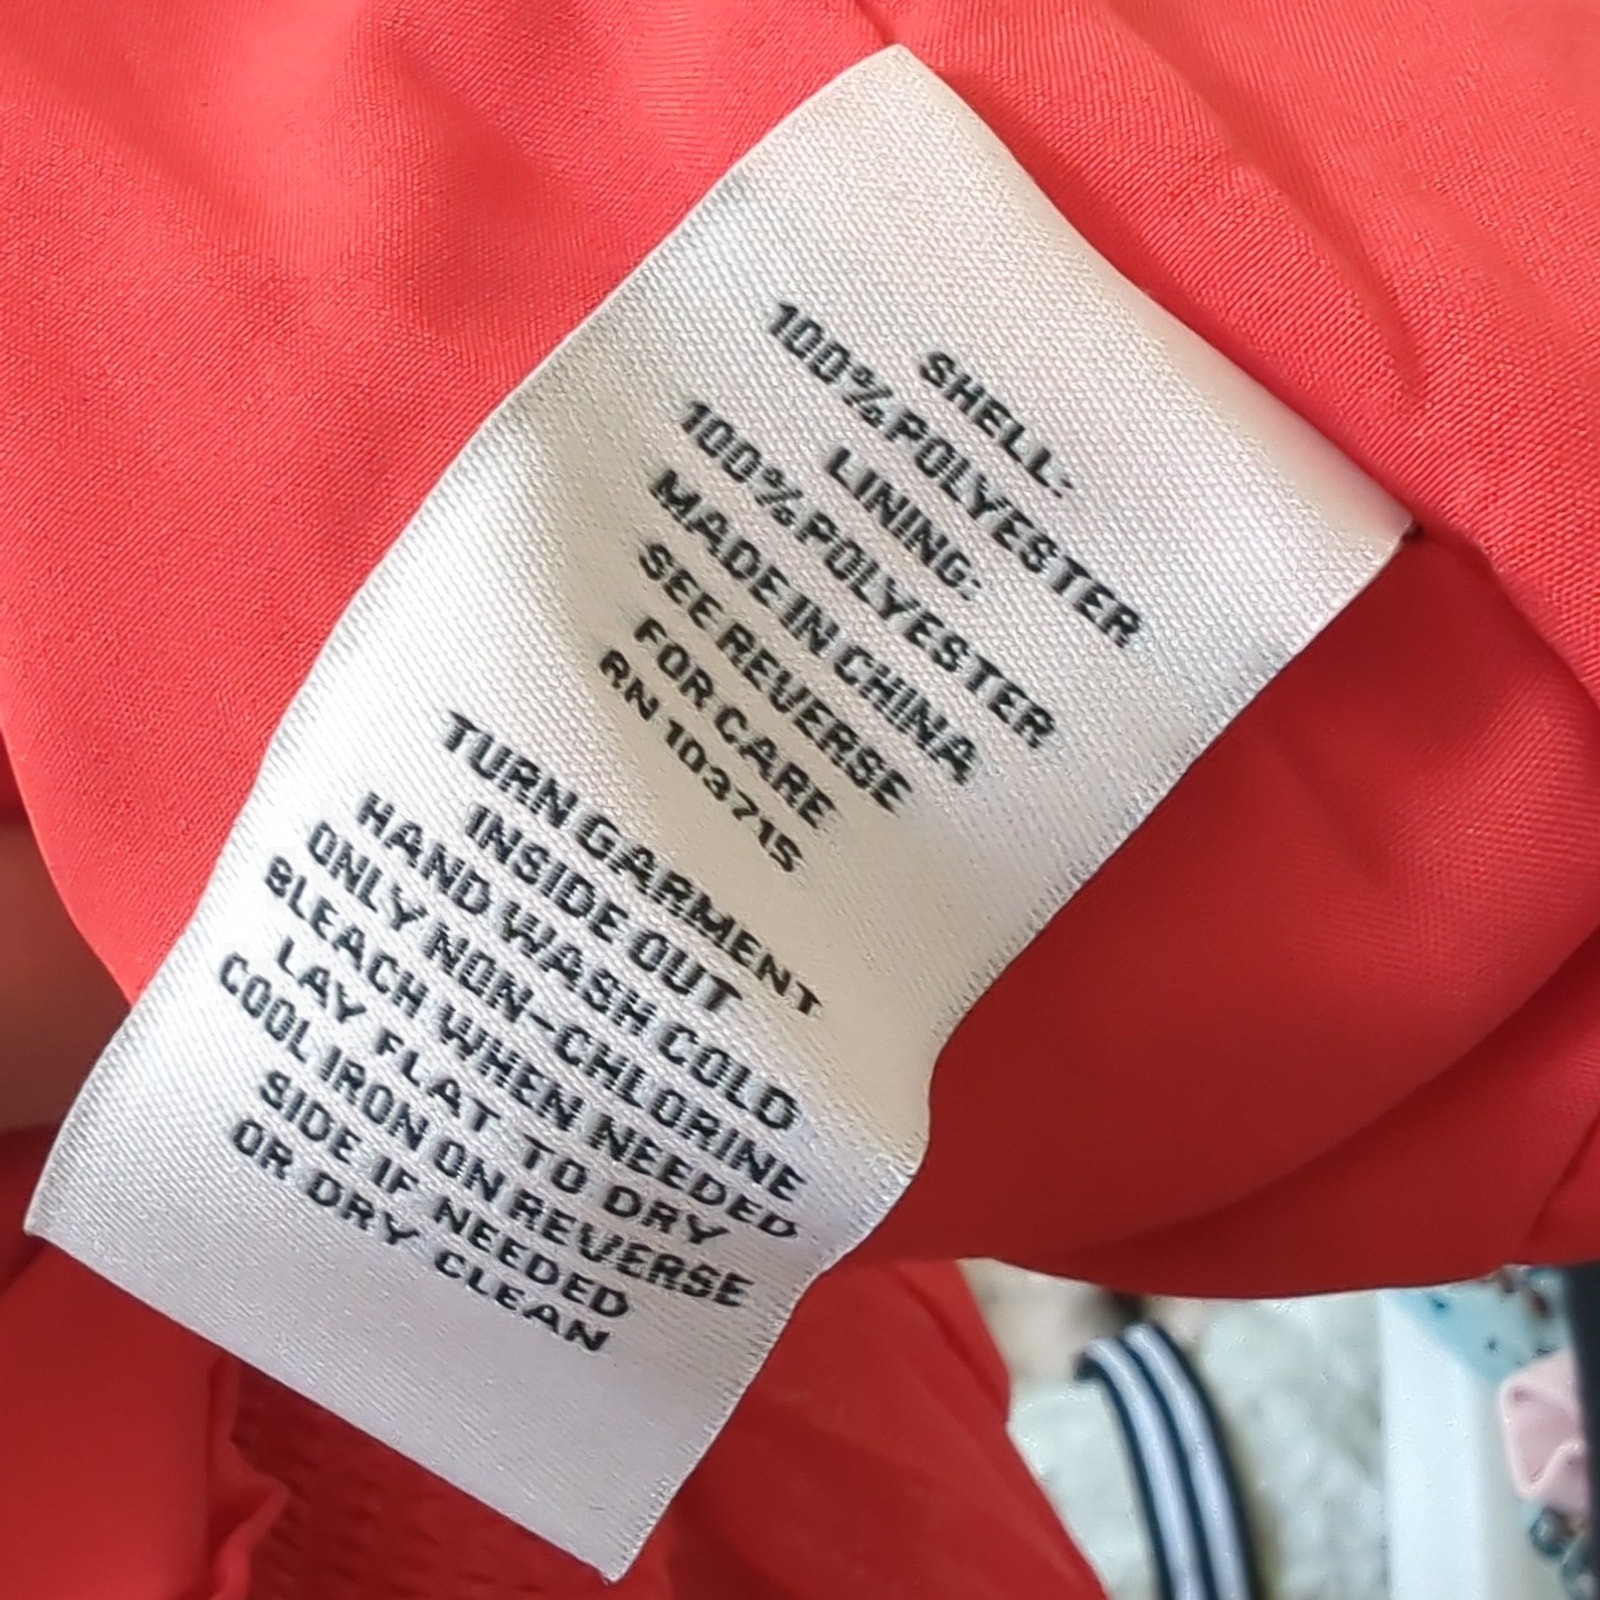 SHELL:
100% POLYESTER
LINING:
100% POLYESTER
MADE IN CHINA
SEE REVERSE
FOR CARE
RN 103715
TURN GARMENT
INSIDE OUT
HAND WASH COLD
ONLY NON-CHLORINE
BLEACH WHEN NEEDED
LAY FLAT TO DRY
COOL IRON ON REVERSE
SIDE IF NEEDED
OR DRY CLEAN